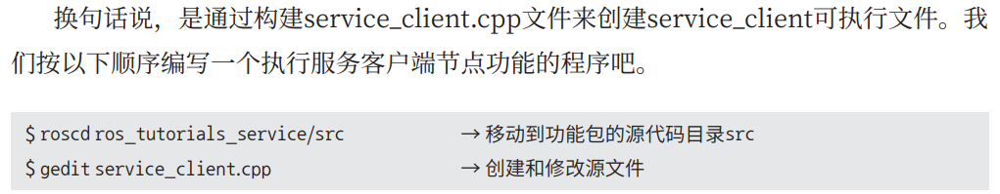 换句话说，是通过构建service_client.cpp文件来创建service_client可执行文件。我
们按以下顺序编写一个执行服务客户端节点功能的程序吧。
$ roscd ros_tutorials_service/src → 移动到功能包的源代码目录src
$ gedit service_client.cpp → 创建和修改源文件